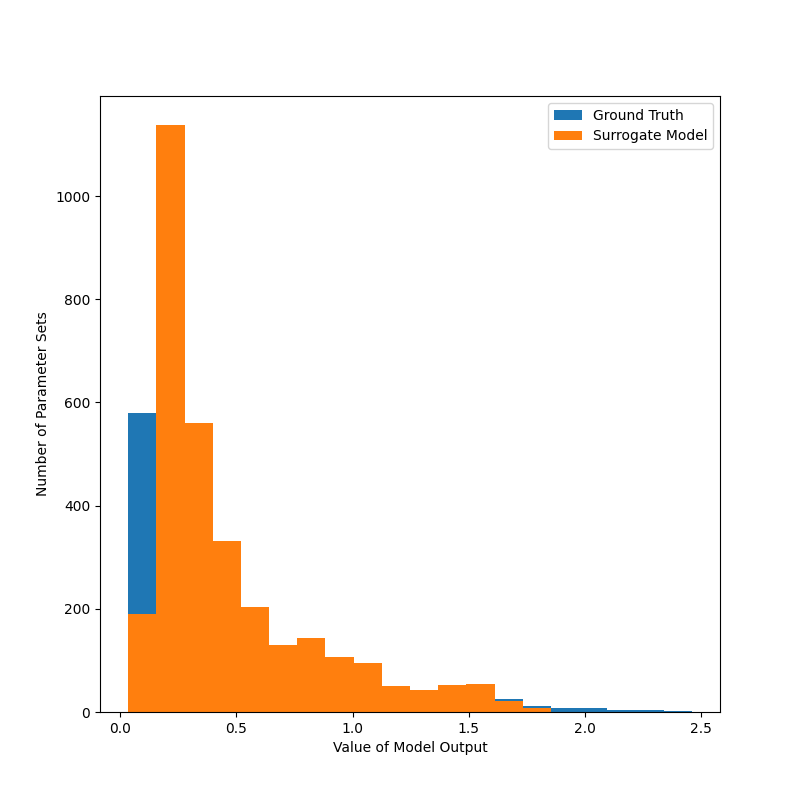 Ground Truth
Surrogate Model
1000
800
600
400
200
0
Number of Parameter Sets
0.0 0.5 1.0 1.5 2.0 2.5
Value of Model Output